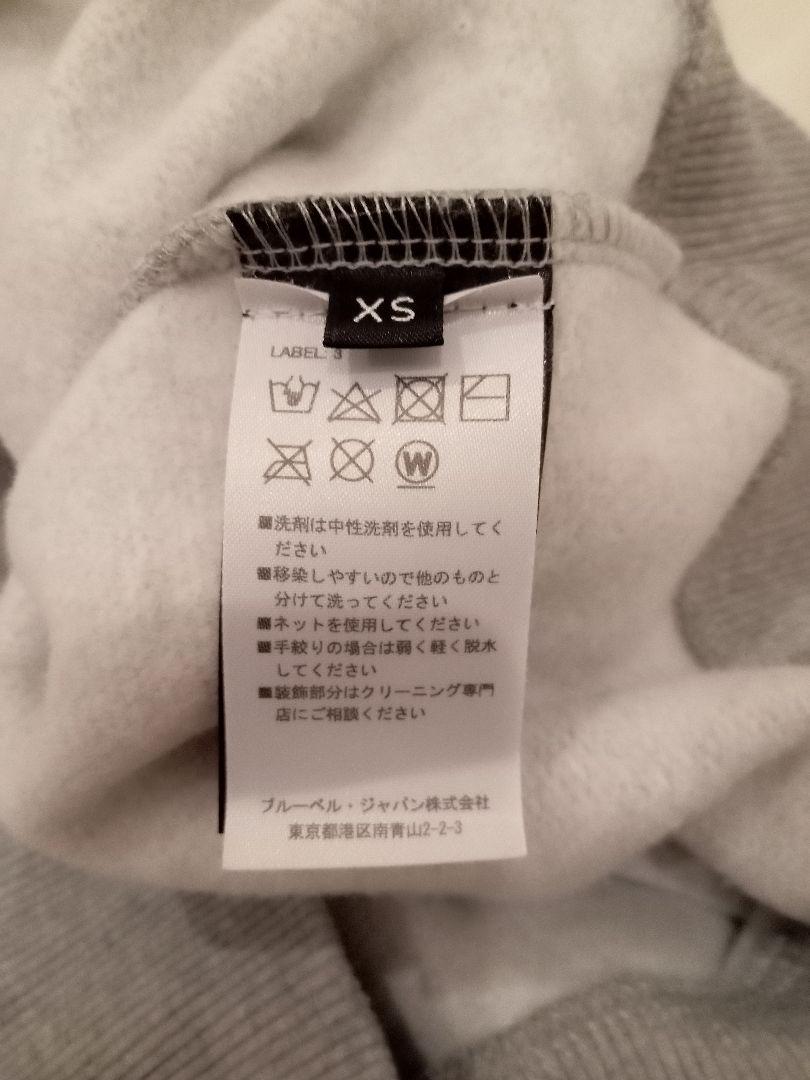 XS
LABEL: 3
W
■洗剤は中性洗剤を使用してく
ださい
■移染しやすいので他のものと
分けて洗ってください
■ネットを使用してください
■手絞りの場合は弱く軽く脱水
してください
■装飾部分はクリーニング専門
店にご相談ください
ブルーベル・ジャパン株式会社
東京都港区南青山2-2-3